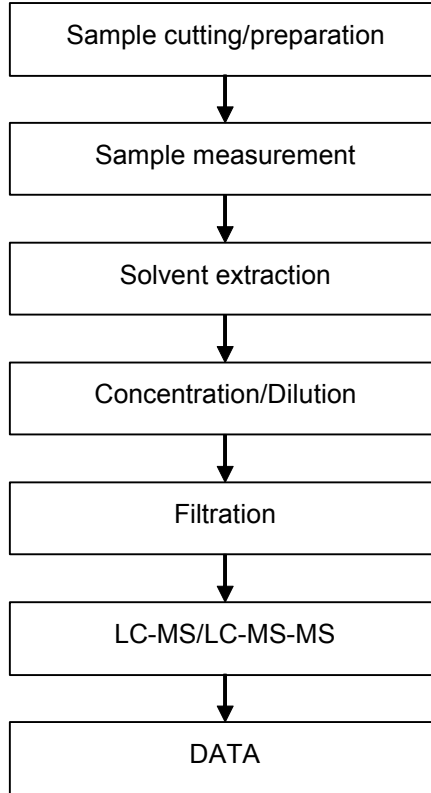 Sample cutting/preparation
Sample measurement
Solvent extraction
Concentration/Dilution
Filtration
LC-MS/LC-MS-MS
DATA